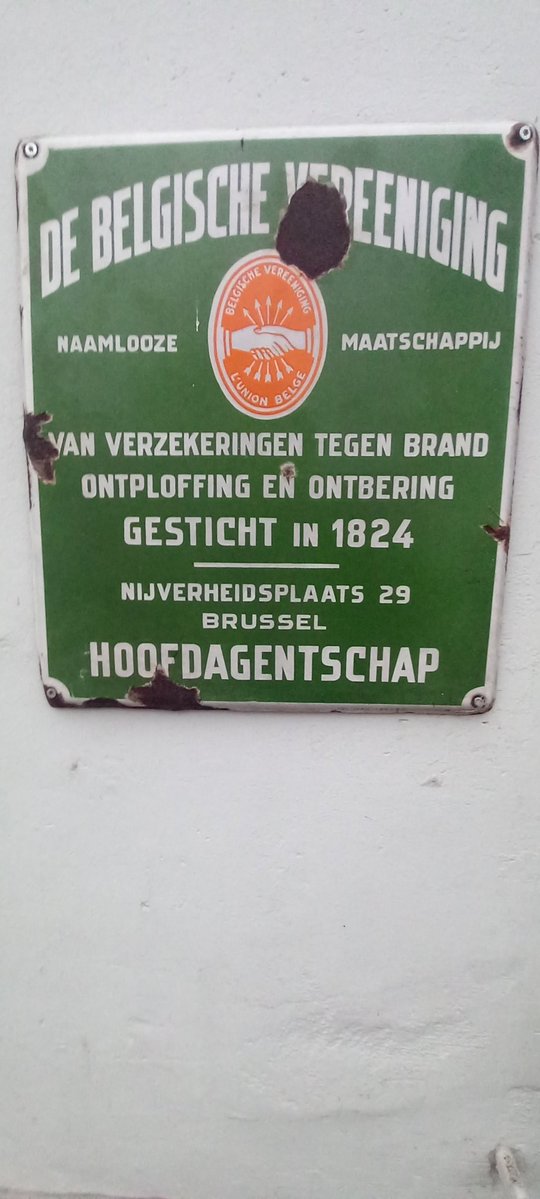 DE BELGISCHE VEREENIGING
BELGISCHE VEREENIGING
L'UNION BELGE
NAAMLOOZE MAATSCHAPPIJ
VAN VERZEKERINGEN TEGEN BRAND
ONTPLOFFING EN ONTBERING
GESTICHT IN 1824
NIJVERHEIDSPLAATS 29
BRUSSEL
HOOFDAGENTSCHAP